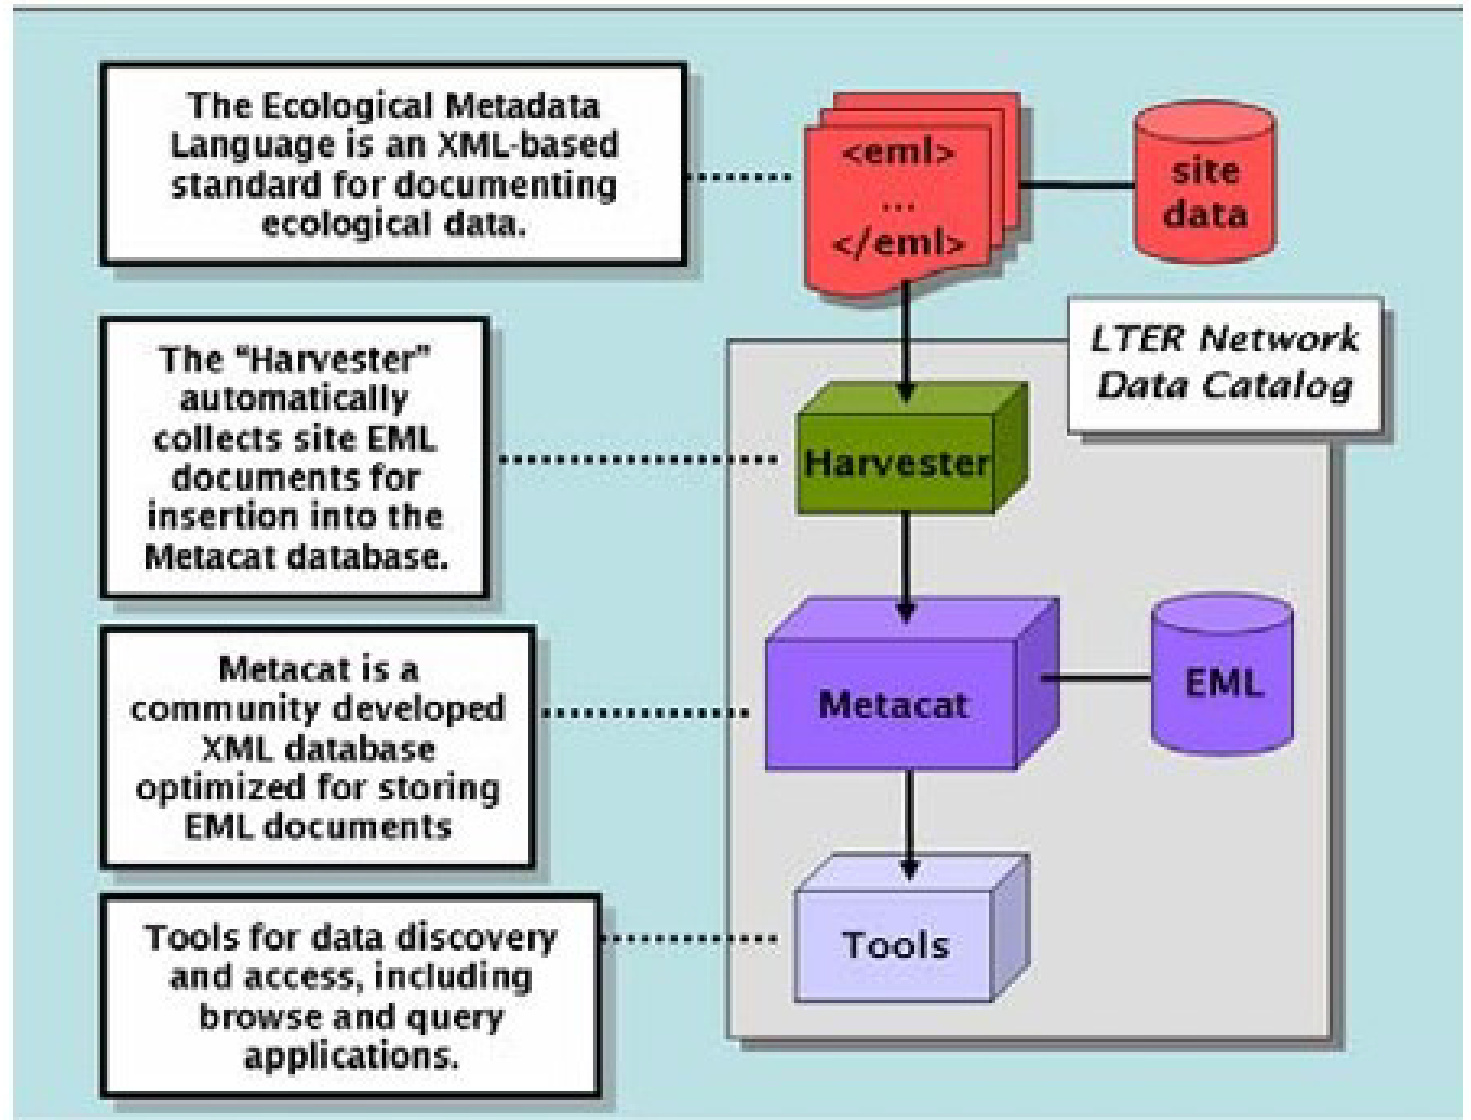 The Ecological Metadata
Language is an XML-based
standard for documenting
ecological data.
<eml>
...
</eml>
site
data
LTER Network
Data Catalog
The “Harvester”
automatically
collects site EML
documents for
insertion into the
Metacat database.
Harvester
Metacat is a
community developed
XML database
optimized for storing
EML documents
Metacat
EML
Tools for data discovery
and access, including
browse and query
applications.
Tools